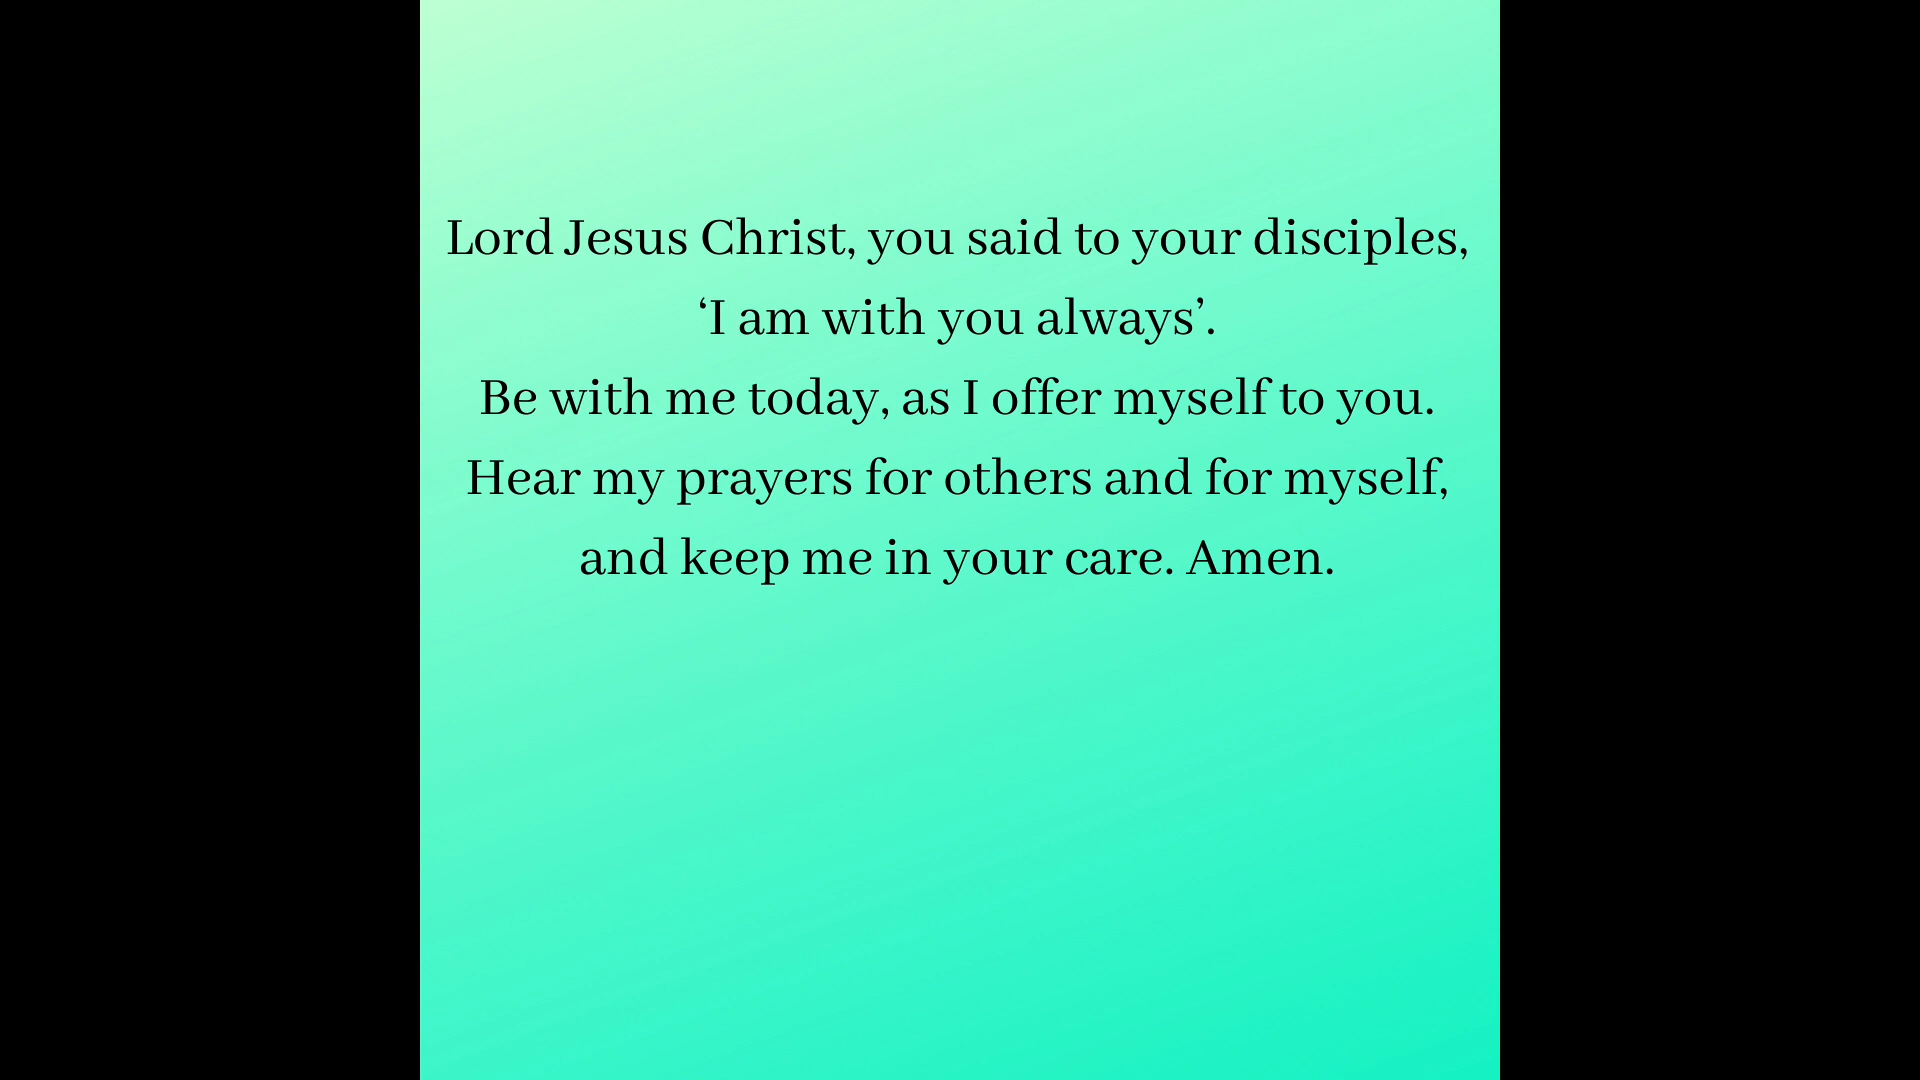 Lord Jesus Christ, you said to your disciples,
‘I am with you always’.
Be with me today, as I offer myself to you.
Hear my prayers for others and for myself,
and keep me in your care. Amen.